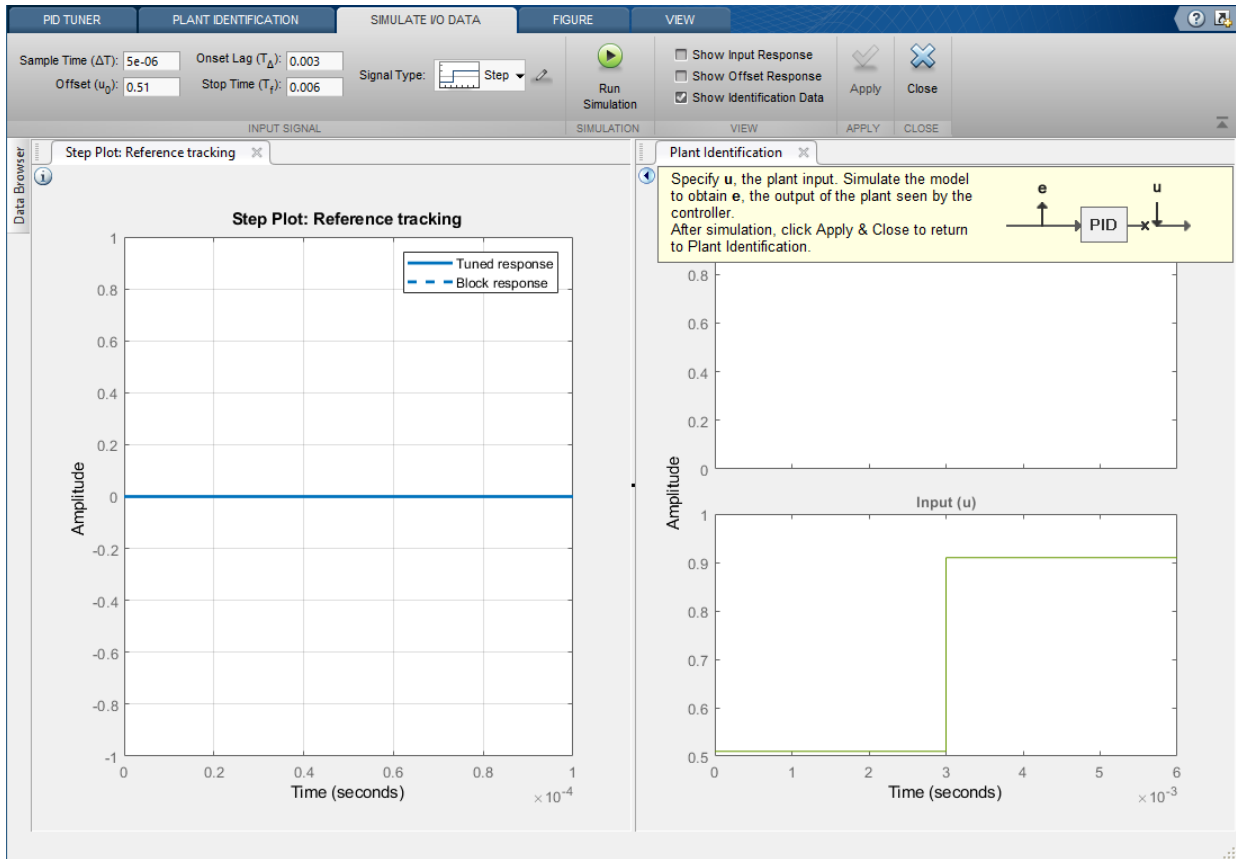 PID TUNER
PLANT IDENTIFICATION
SIMULATE I/O DATA
FIGURE
VIEW
?
Sample Time (ΔT): 5e-06
Onset Lag (T_Δ): 0.003
Offset (u₀): 0.51
Stop Time (T_f): 0.006
Signal Type:
Step
Run
Simulation
Show Input Response
Show Offset Response
Show Identification Data
Apply
Close
INPUT SIGNAL
SIMULATION
VIEW
APPLY
CLOSE
Data Browser
Step Plot: Reference tracking
i
Step Plot: Reference tracking
Tuned response
Block response
1
0.8
0.6
0.4
0.2
0
-0.2
-0.4
-0.6
-0.8
-1
Amplitude
0
0.2
0.4
0.6
0.8
1
Time (seconds)
×10⁻⁴
Plant Identification
Specify u, the plant input. Simulate the model
to obtain e, the output of the plant seen by the
controller.
After simulation, click Apply & Close to return
to Plant Identification.
e
u
PID
x
0.8
0.6
0.4
0.2
0
Amplitude
Input (u)
1
0.9
0.8
0.7
0.6
0.5
0
1
2
3
4
5
6
Time (seconds)
×10⁻³